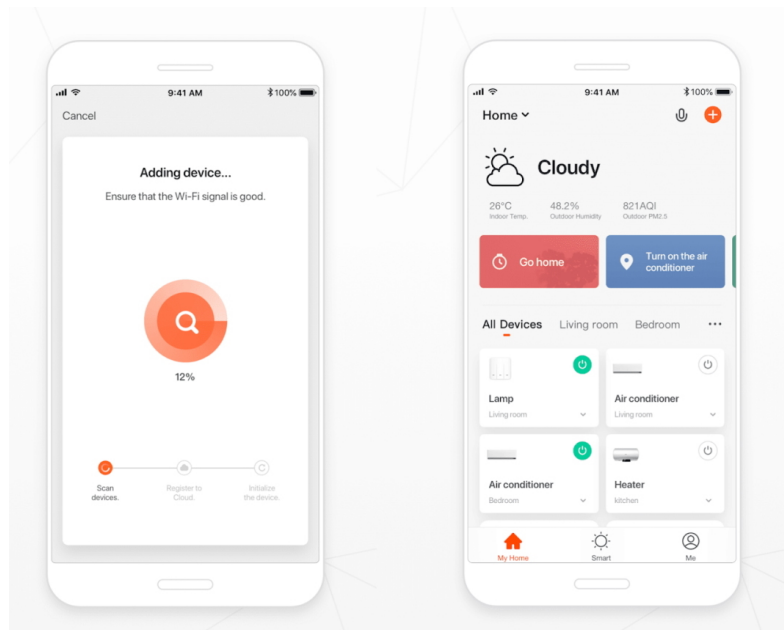 9:41 AM
100%
Cancel
Adding device...
Ensure that the Wi-Fi signal is good.
12%
Scan
devices.
Register to
Cloud.
Initialize
the device.
9:41 AM
100%
Home
Cloudy
26°C
48.2%
821AQI
Indoor Temp.
Outdoor Humidity
Outdoor PM2.5
Go home
Turn on the air
conditioner
All Devices
Living room
Bedroom
Lamp
Living room
Air conditioner
Living room
Air conditioner
Bedroom
Heater
kitchen
My Home
Smart
Me